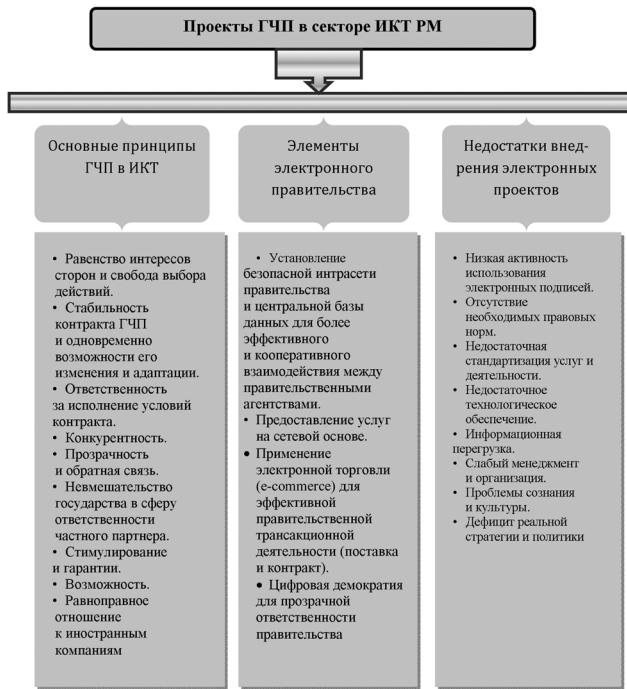 Проекты ГЧП в секторе ИКТ РМ
Основные принципы
ГЧП в ИКТ
• Равенство интересов
сторон и свобода выбора
действий.
• Стабильность
контракта ГЧП
и одновременно
возможности его
изменения и адаптации.
• Ответственность
за исполнение условий
контракта.
• Конкурентность.
• Прозрачность
и обратная связь.
• Невмешательство
государства в сферу
ответственности
частного партнера.
• Стимулирование
и гарантии.
• Возможность.
• Равноправное
отношение
к иностранным
компаниям
Элементы
электронного
правительства
• Установление
безопасной интрасети
правительства
и центральной базы
данных для более
эффективного
и кооперативного
взаимодействия между
правительственными
агентствами.
• Предоставление услуг
на сетевой основе.
• Применение
электронной торговли
(e-commerce) для
эффективной
правительственной
трансакционной
деятельности (поставка
и контракт).
• Цифровая демократия
для прозрачной
ответственности
правительства
Недостатки внед-
рения электронных
проектов
• Низкая активность
использования
электронных подписей.
• Отсутствие
необходимых правовых
норм.
• Недостаточная
стандартизация услуг и
деятельности.
• Недостаточное
технологическое
обеспечение.
• Информационная
перегрузка.
• Слабый менеджмент
и организация.
• Проблемы сознания
и культуры.
• Дефицит реальной
стратегии и политики